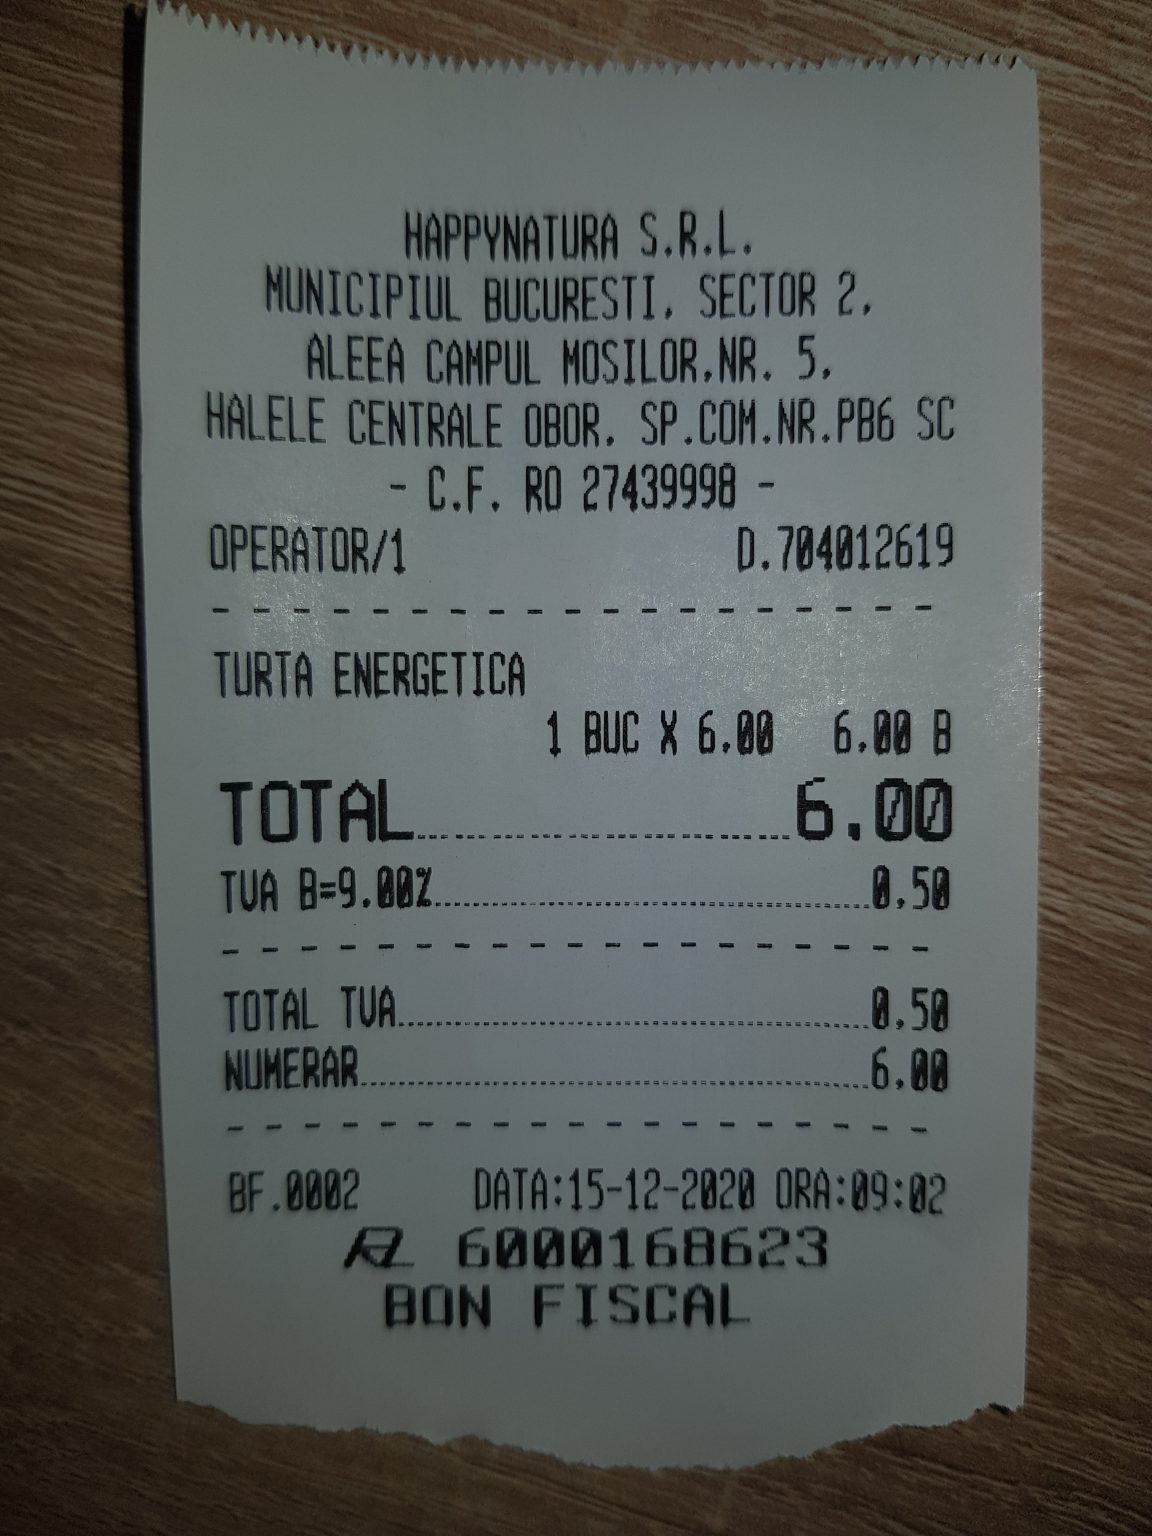 HAPPYNATURA S.R.L.
MUNICIPIUL BUCURESTI, SECTOR 2,
ALEEA CAMPUL MOSILOR,NR. 5,
HALELE CENTRALE OBOR, SP.COM.NR.PB6 SC
- C.F. RO 27439998 -
OPERATOR/1 D.704012619
TURTA ENERGETICA
1 BUC X 6.00 6.00 B
TOTAL 6.00
TVA B=9.00% 0.50
TOTAL TVA 0.50
NUMERAR 6.00
BF.0002 DATA:15-12-2020 ORA:09:02
6000168623
BON FISCAL